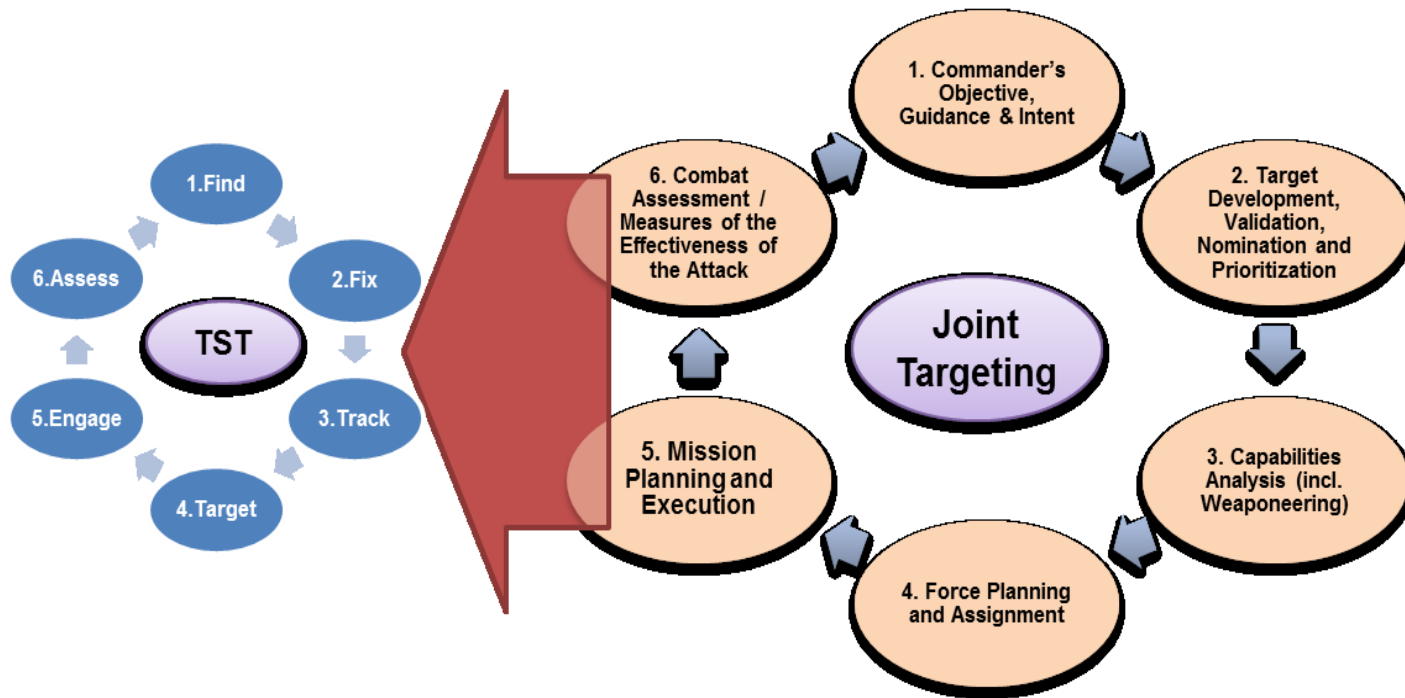 1.Find
2.Fix
3.Track
4.Target
5.Engage
6.Assess
TST
1. Commander’s
Objective,
Guidance & Intent
2. Target
Development,
Validation,
Nomination and
Prioritization
3. Capabilities
Analysis (incl.
Weaponeering)
4. Force Planning
and Assignment
5. Mission
Planning and
Execution
6. Combat
Assessment /
Measures of the
Effectiveness of
the Attack
Joint
Targeting